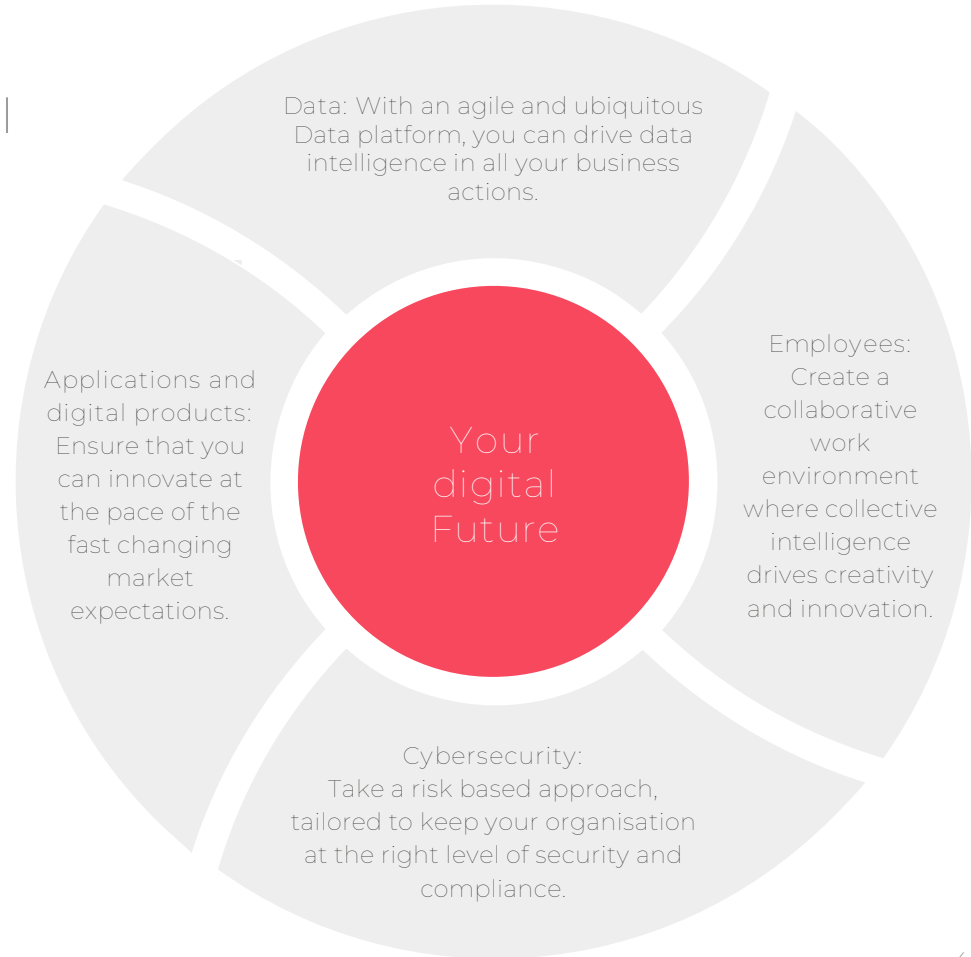 Data: With an agile and ubiquitous
Data platform, you can drive data
intelligence in all your business
actions.
Employees:
Create a
collaborative
work
environment
where collective
intelligence
drives creativity
and innovation.
Applications and
digital products:
Ensure that you
can innovate at
the pace of the
fast changing
market
expectations.
Your
digital
Future
Cybersecurity:
Take a risk based approach,
tailored to keep your organisation
at the right level of security and
compliance.